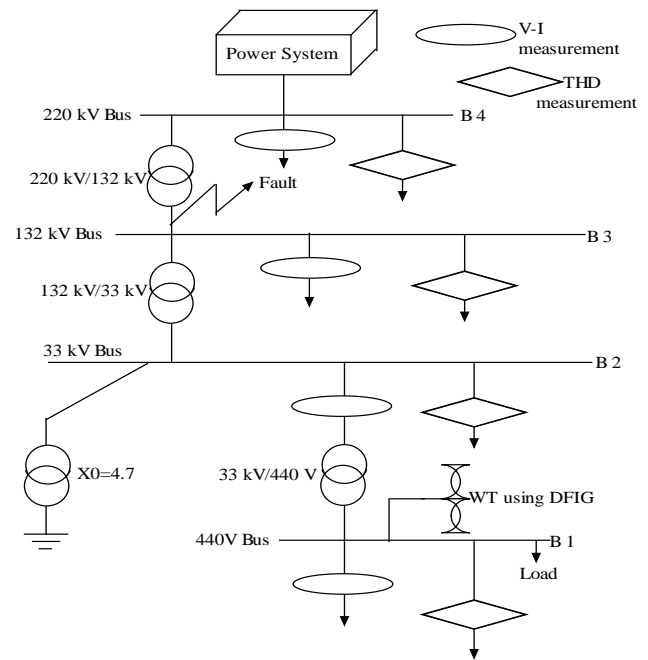 Power System
V-I
measurement
THD
measurement
220 kV Bus
B 4
220 kV/132 kV
Fault
132 kV Bus
B 3
132 kV/33 kV
33 kV Bus
B 2
X0=4.7
33 kV/440 V
WT using DFIG
440V Bus
B 1
Load